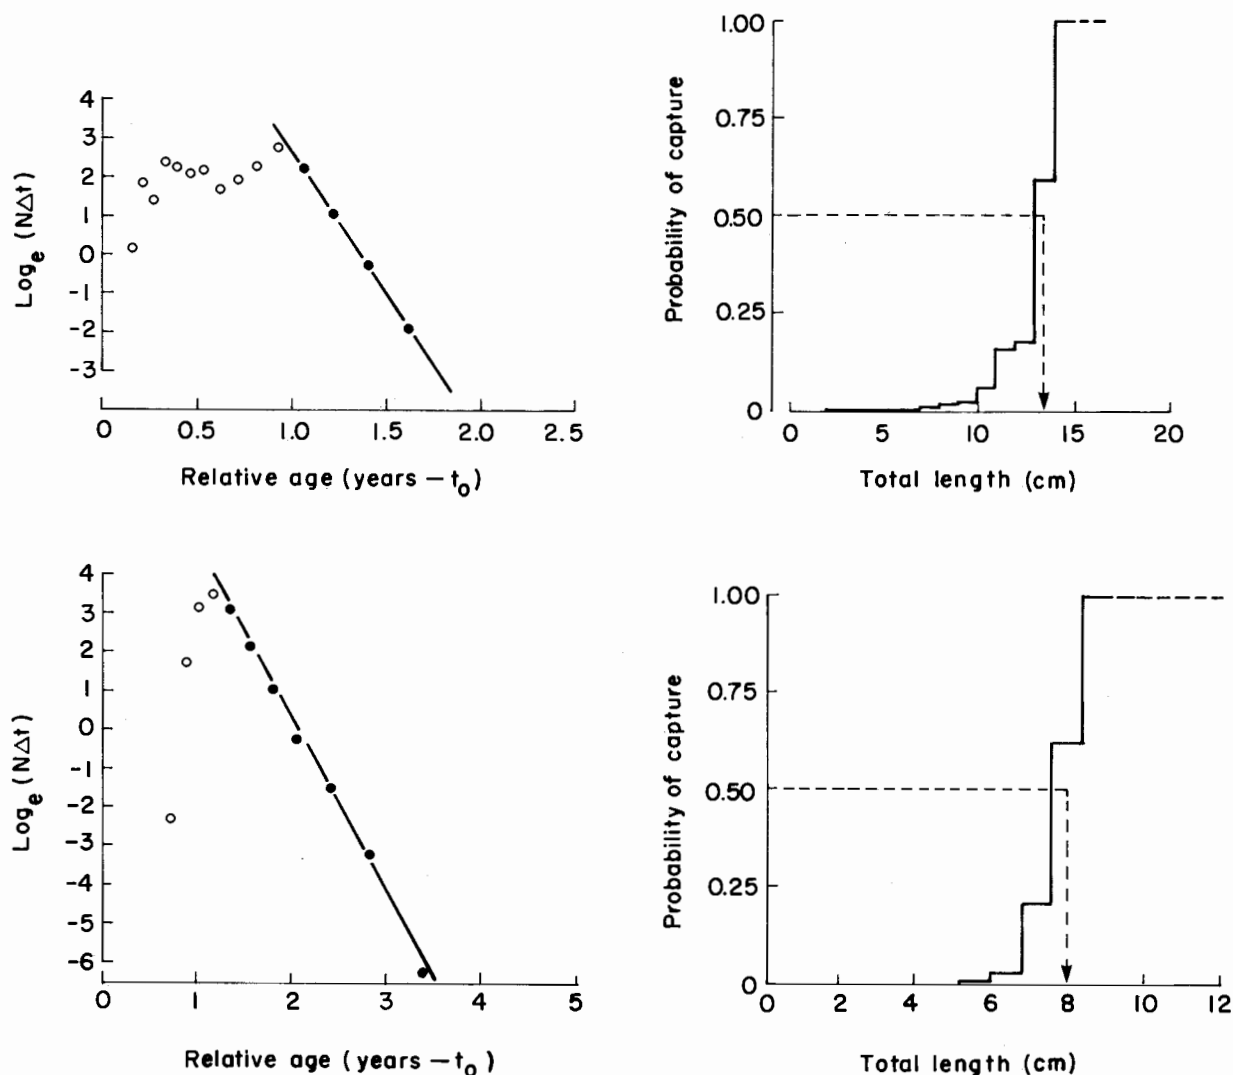 4
3
2
1
0
-1
-2
-3
Log_e (NΔt)
0 0.5 1.0 1.5 2.0 2.5
Relative age (years – t_o)
1.00
0.75
0.50
0.25
0
Probability of capture
0 5 10 15 20
Total length (cm)
4
3
2
1
0
-1
-2
-3
-4
-5
-6
Log_e (NΔt)
0 1 2 3 4 5
Relative age (years – t_o)
1.00
0.75
0.50
0.25
0
Probability of capture
0 2 4 6 8 10 12
Total length (cm)